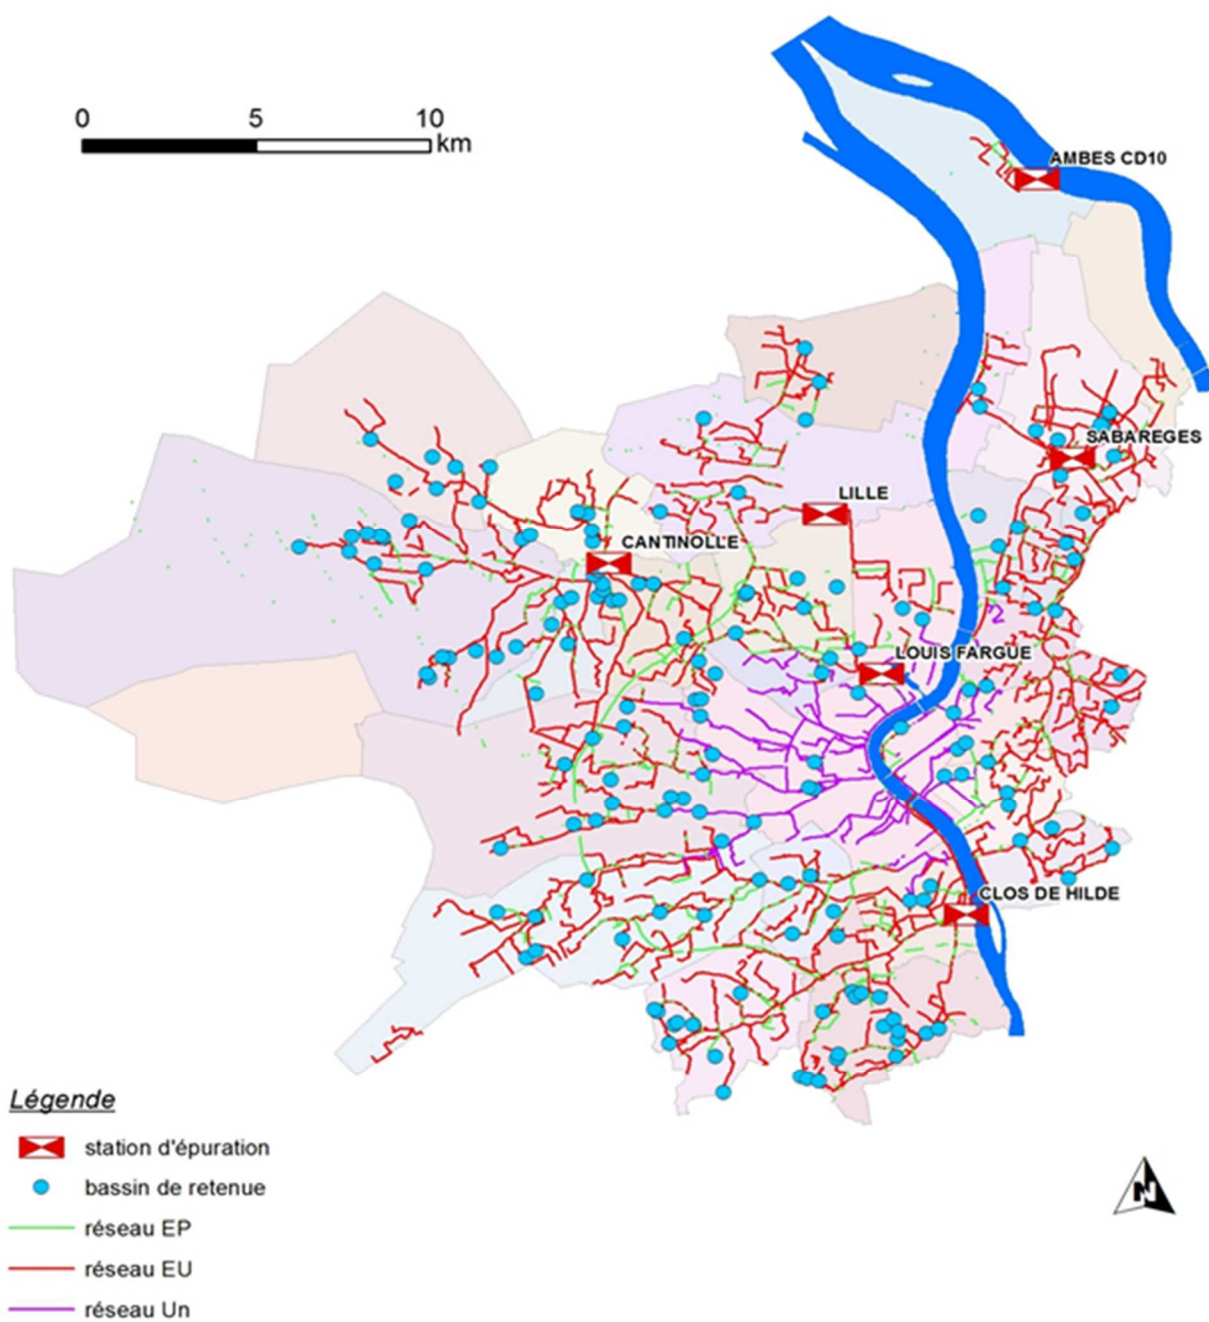 0 5 10
km
AMBES CD10
SABAREGES
LILLE
CANTINOLLE
LOUIS FARGUE
CLOS DE HILDE
Légende
station d'épuration
bassin de retenue
réseau EP
réseau EU
réseau Un
N